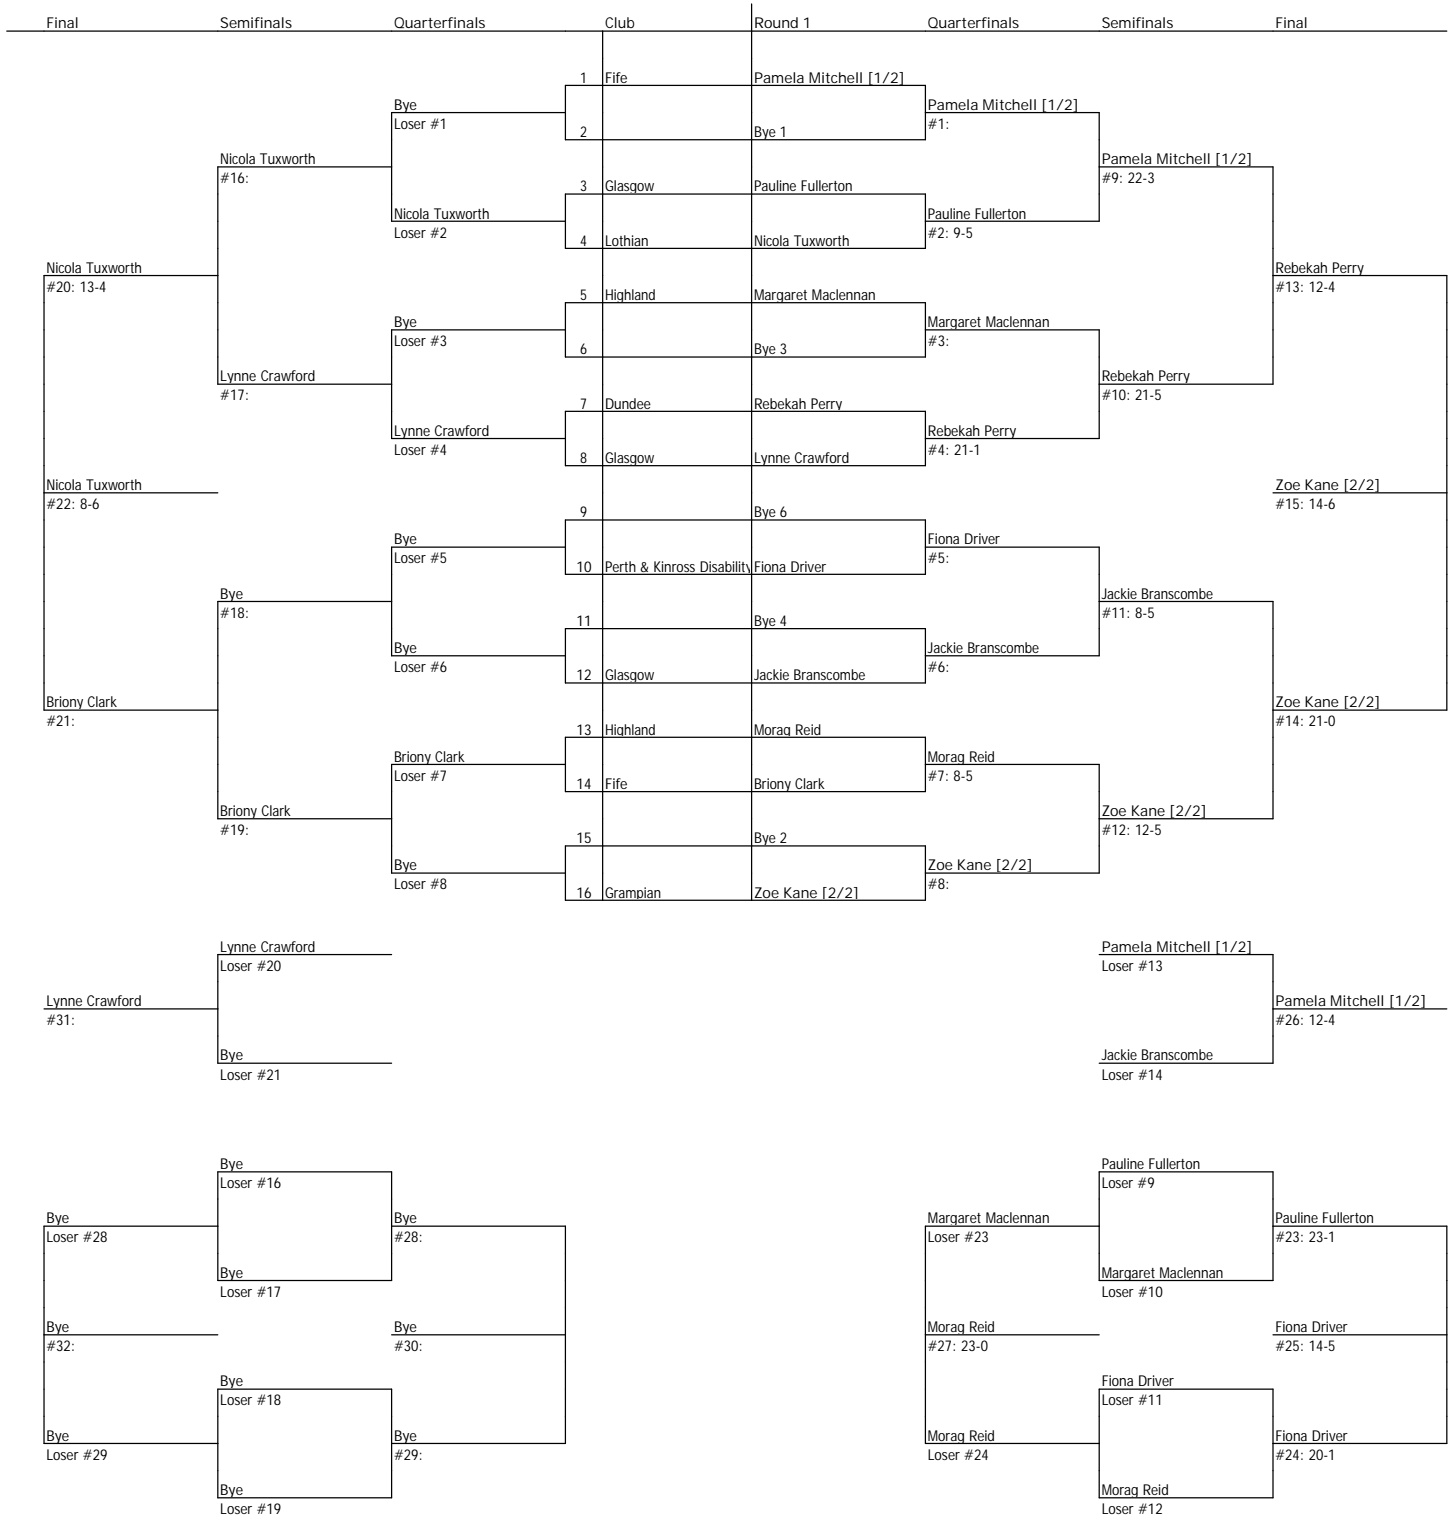 Final Semifinals Quarterfinals Club Round 1 Quarterfinals Semifinals Final
1 Fife Pamela Mitchell [1/2]
Bye Pamela Mitchell [1/2]
Loser #1 #1:
2 Bye 1
Nicola Tuxworth Pamela Mitchell [1/2]
#16: #9: 22-3
3 Glasgow Pauline Fullerton
Nicola Tuxworth Pauline Fullerton
Loser #2 #2: 9-5
4 Lothian Nicola Tuxworth
Nicola Tuxworth Rebekah Perry
#20: 13-4 #13: 12-4
5 Highland Margaret Maclennan
Bye Margaret Maclennan
Loser #3 #3:
6 Bye 3
Lynne Crawford Rebekah Perry
#17: #10: 21-5
7 Dundee Rebekah Perry
Lynne Crawford Rebekah Perry
Loser #4 #4: 21-1
8 Glasgow Lynne Crawford
Nicola Tuxworth Zoe Kane [2/2]
#22: 8-6 #15: 14-6
9 Bye 6
Bye Fiona Driver
Loser #5 #5:
10 Perth & Kinross Disability Fiona Driver
Bye Jackie Branscombe
#18: #11: 8-5
11 Bye 4
Bye Jackie Branscombe
Loser #6 #6:
12 Glasgow Jackie Branscombe
Briony Clark Zoe Kane [2/2]
#21: #14: 21-0
13 Highland Morag Reid
Briony Clark Morag Reid
Loser #7 #7: 8-5
14 Fife Briony Clark
Briony Clark Zoe Kane [2/2]
#19: #12: 12-5
15 Bye 2
Bye Zoe Kane [2/2]
Loser #8 #8:
16 Grampian Zoe Kane [2/2]
Lynne Crawford Pamela Mitchell [1/2]
Loser #20 Loser #13
Lynne Crawford Pamela Mitchell [1/2]
#31: #26: 12-4
Bye Jackie Branscombe
Loser #21 Loser #14
Bye Pauline Fullerton
Loser #16 Loser #9
Bye Bye Margaret Maclennan Pauline Fullerton
Loser #28 #28: Loser #23 #23: 23-1
Bye Margaret Maclennan
Loser #17 Loser #10
Bye Bye Morag Reid Fiona Driver
#32: #30: #27: 23-0 #25: 14-5
Bye Fiona Driver
Loser #18 Loser #11
Bye Bye Morag Reid Fiona Driver
Loser #29 #29: Loser #24 #24: 20-1
Bye Morag Reid
Loser #19 Loser #12